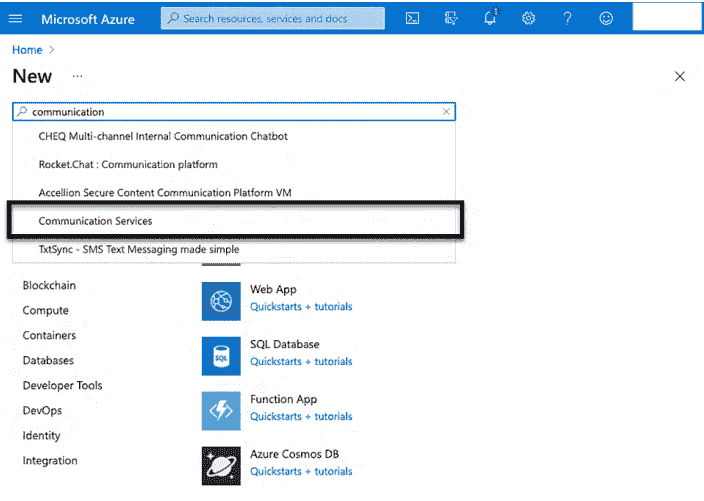 Microsoft Azure
Search resources, services and docs
Home
New
communication
CHEQ Multi-channel Internal Communication Chatbot
Rocket.Chat : Communication platform
Accellion Secure Content Communication Platform VM
Communication Services
TxtSync - SMS Text Messaging made simple
Blockchain
Compute
Containers
Databases
Developer Tools
DevOps
Identity
Integration
Web App
Quickstarts + tutorials
SQL
SQL Database
Quickstarts + tutorials
Function App
Quickstarts + tutorials
Azure Cosmos DB
Quickstarts + tutorials